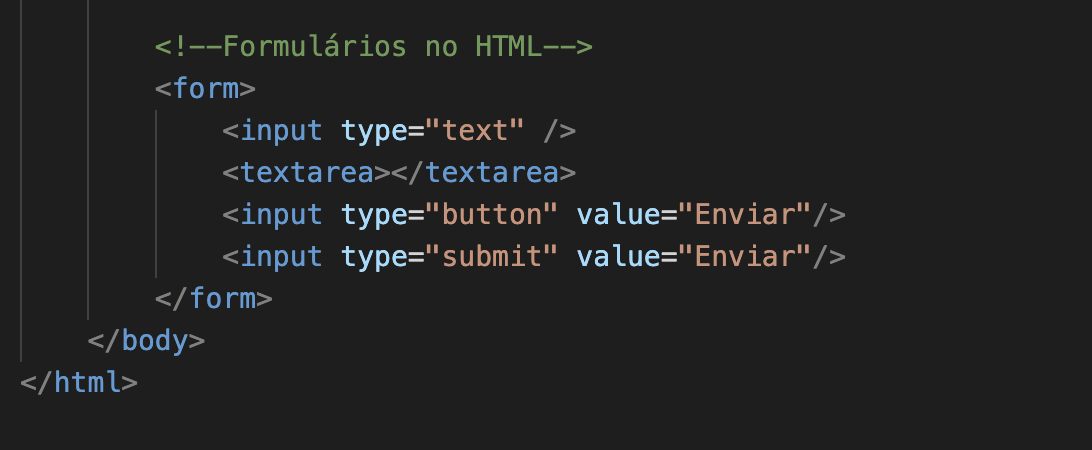 <!--Formulários no HTML-->
<form>
<input type="text" />
<textarea></textarea>
<input type="button" value="Enviar"/>
<input type="submit" value="Enviar"/>
</form>
</body>
</html>